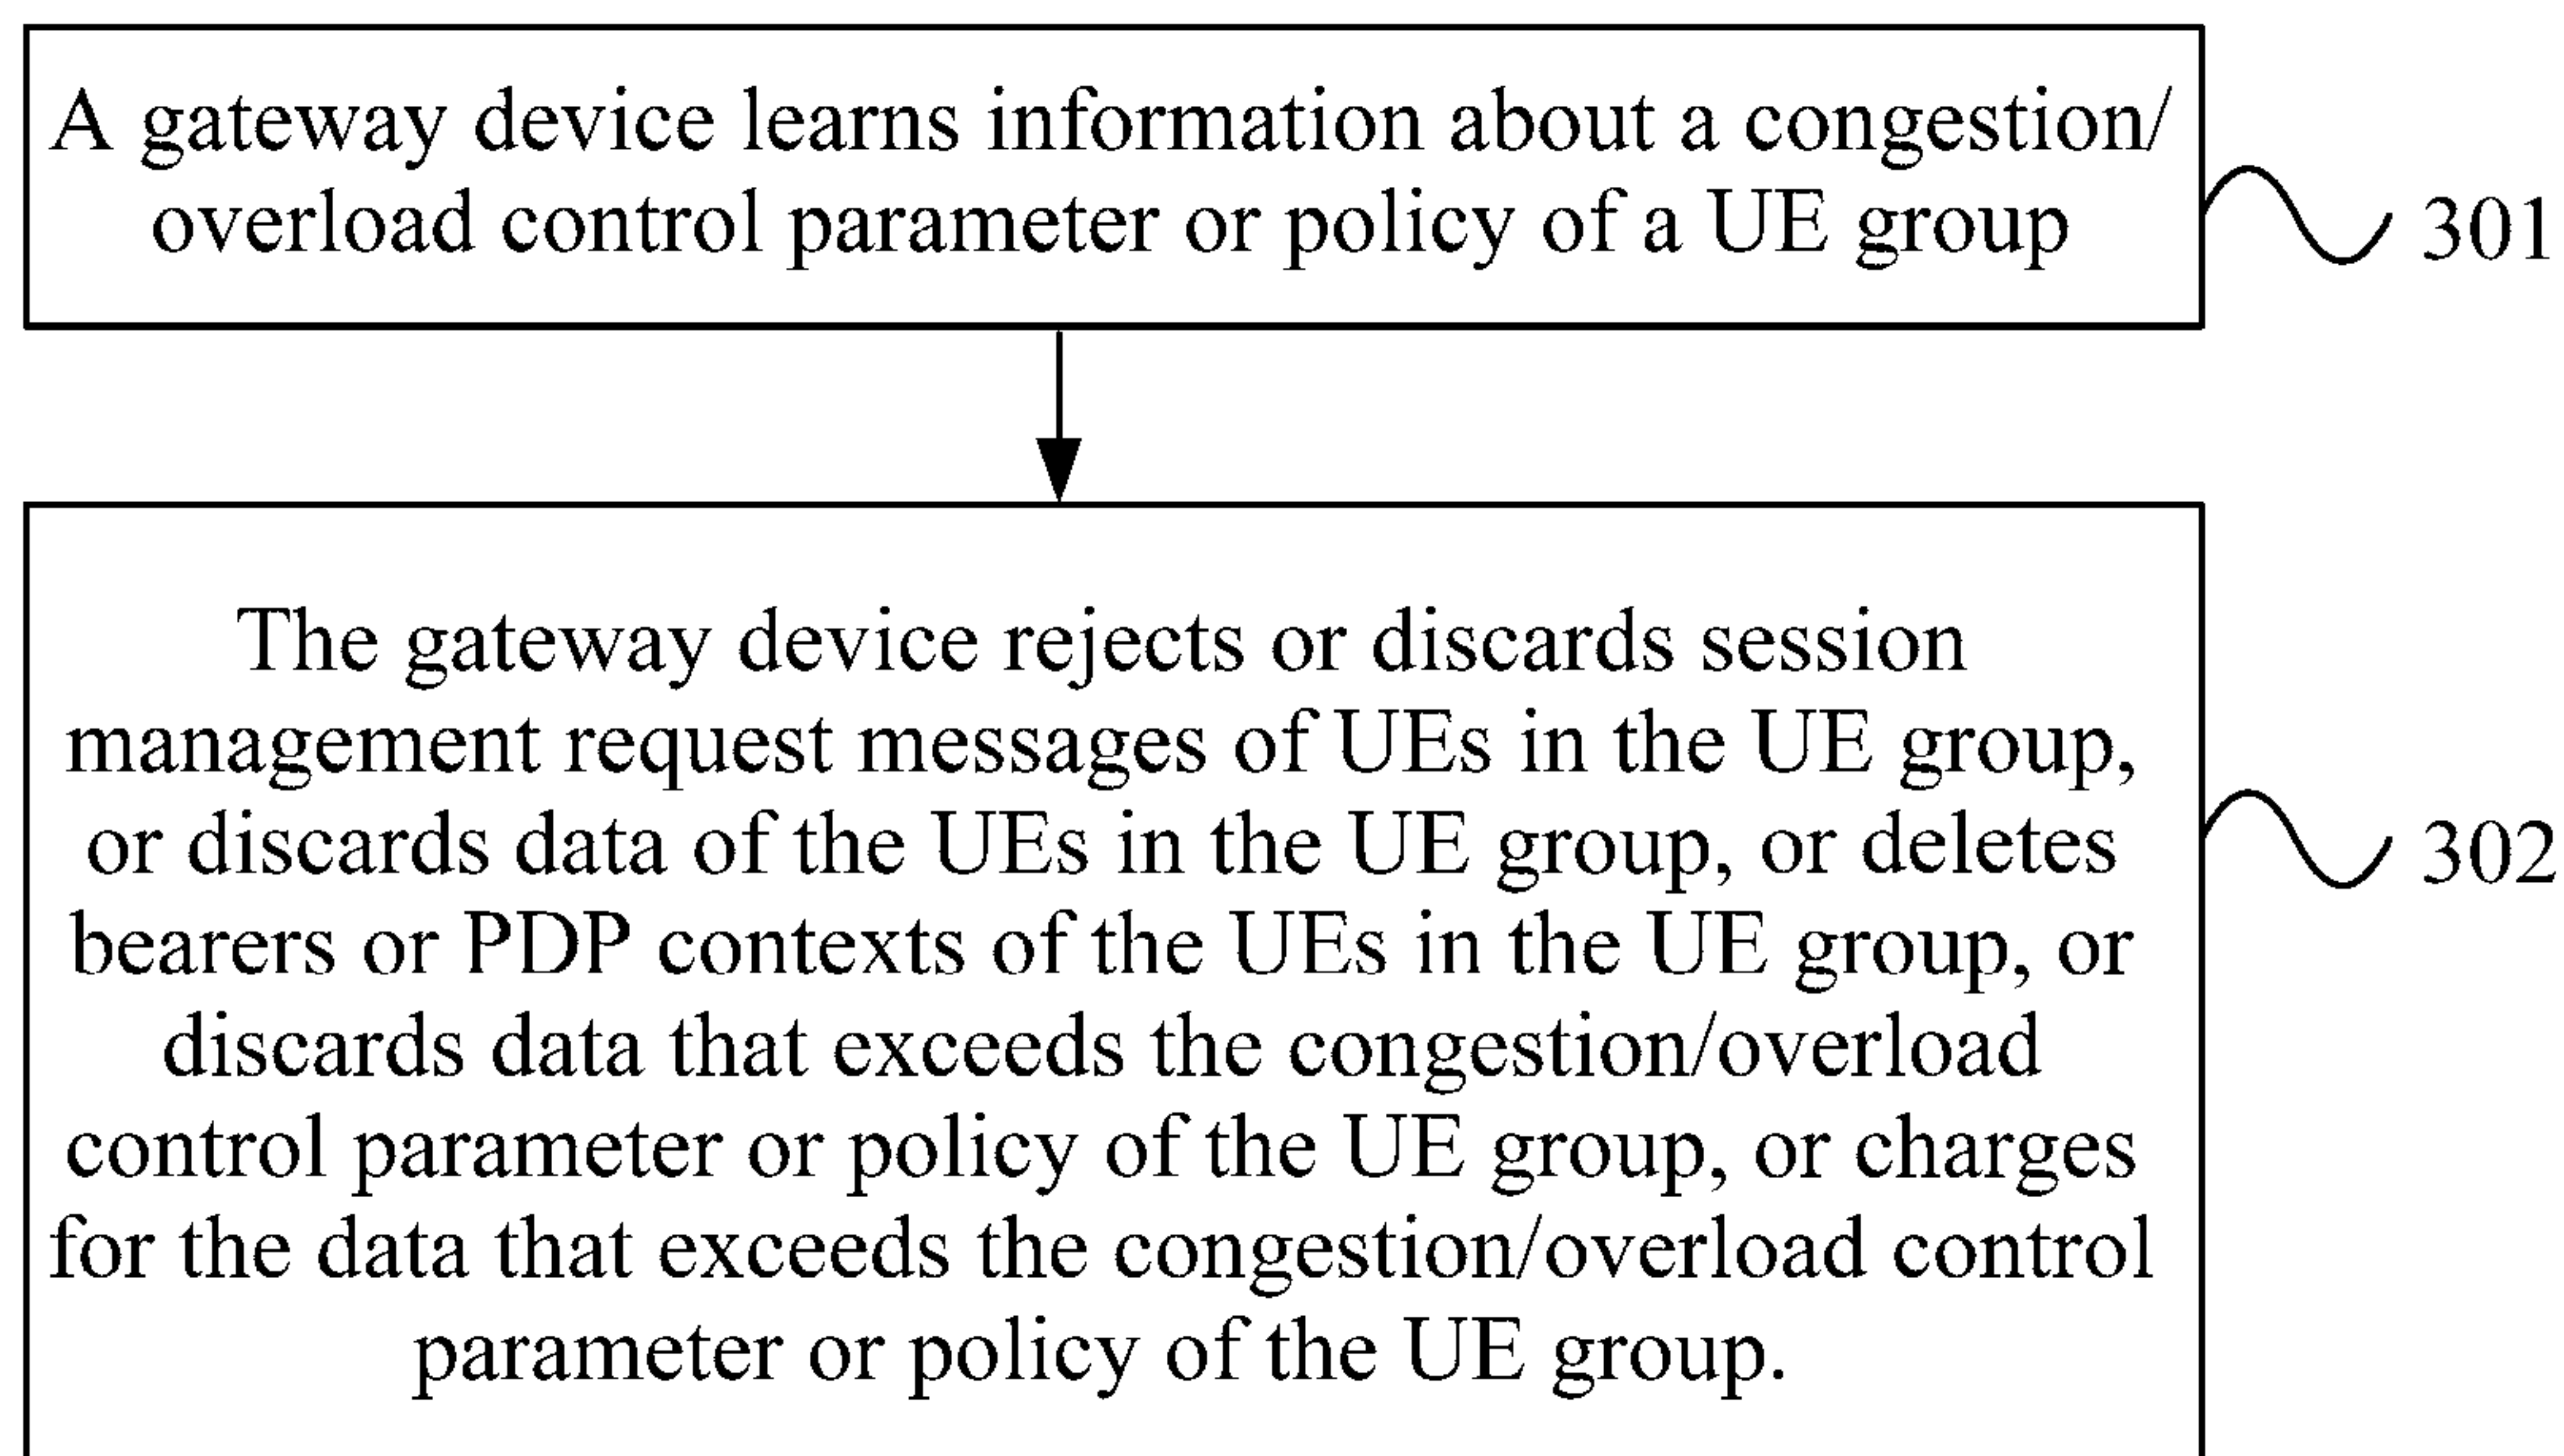 A gateway device learns information about a congestion/
overload control parameter or policy of a UE group
301
The gateway device rejects or discards session
management request messages of UEs in the UE group,
or discards data of the UEs in the UE group, or deletes
bearers or PDP contexts of the UEs in the UE group, or
discards data that exceeds the congestion/overload
control parameter or policy of the UE group, or charges
for the data that exceeds the congestion/overload control
parameter or policy of the UE group.
302